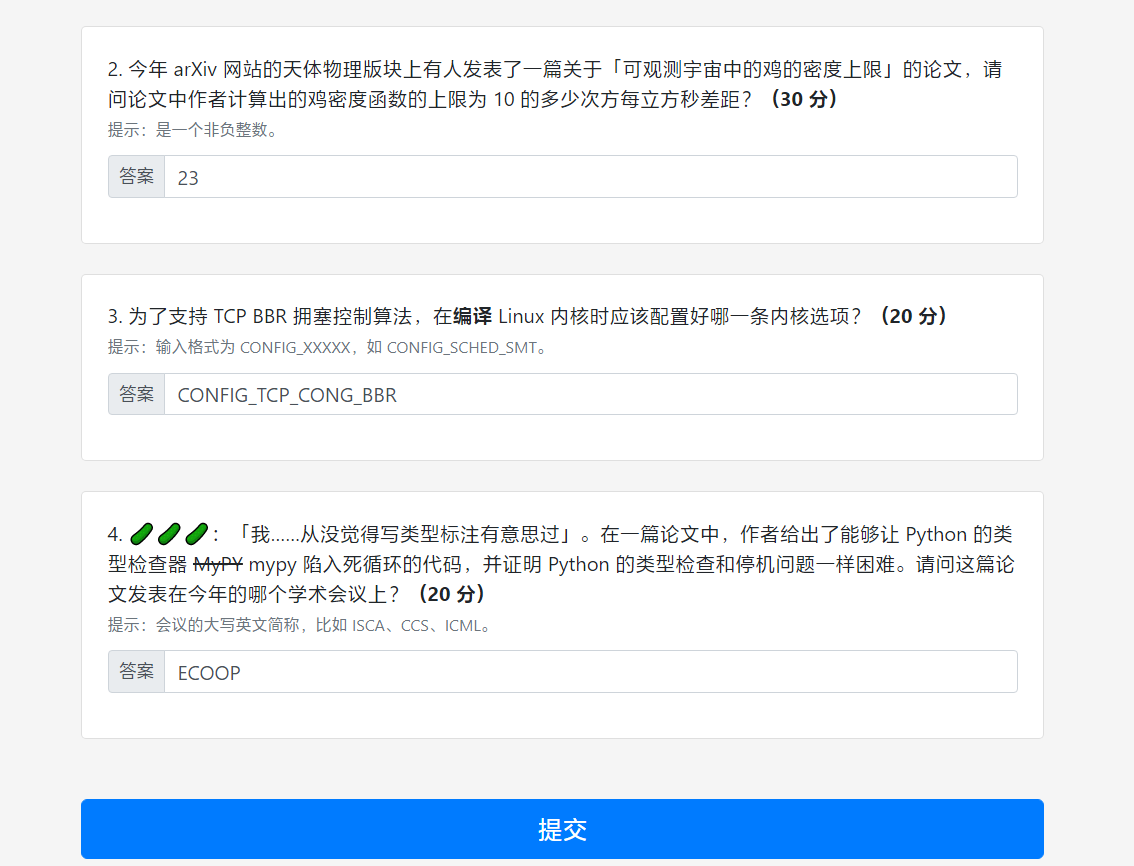 2. 今年 arXiv 网站的天体物理版块上有人发表了一篇关于「可观测宇宙中的鸡的密度上限」的论文，请
问论文中作者计算出的鸡密度函数的上限为 10 的多少次方每立方秒差距？（30 分）
提示：是一个非负整数。
答案 23
3. 为了支持 TCP BBR 拥塞控制算法，在编译 Linux 内核时应该配置好哪一条内核选项？（20 分）
提示：输入格式为 CONFIG_XXXXX，如 CONFIG_SCHED_SMT。
答案 CONFIG_TCP_CONG_BBR
4. 🥒🥒🥒：「我……从没觉得写类型标注有意思过」。在一篇论文中，作者给出了能够让 Python 的类
型检查器 MyPY mypy 陷入死循环的代码，并证明 Python 的类型检查和停机问题一样困难。请问这篇论
文发表在今年的哪个学术会议上？（20 分）
提示：会议的大写英文简称，比如 ISCA、CCS、ICML。
答案 ECOOP
提交